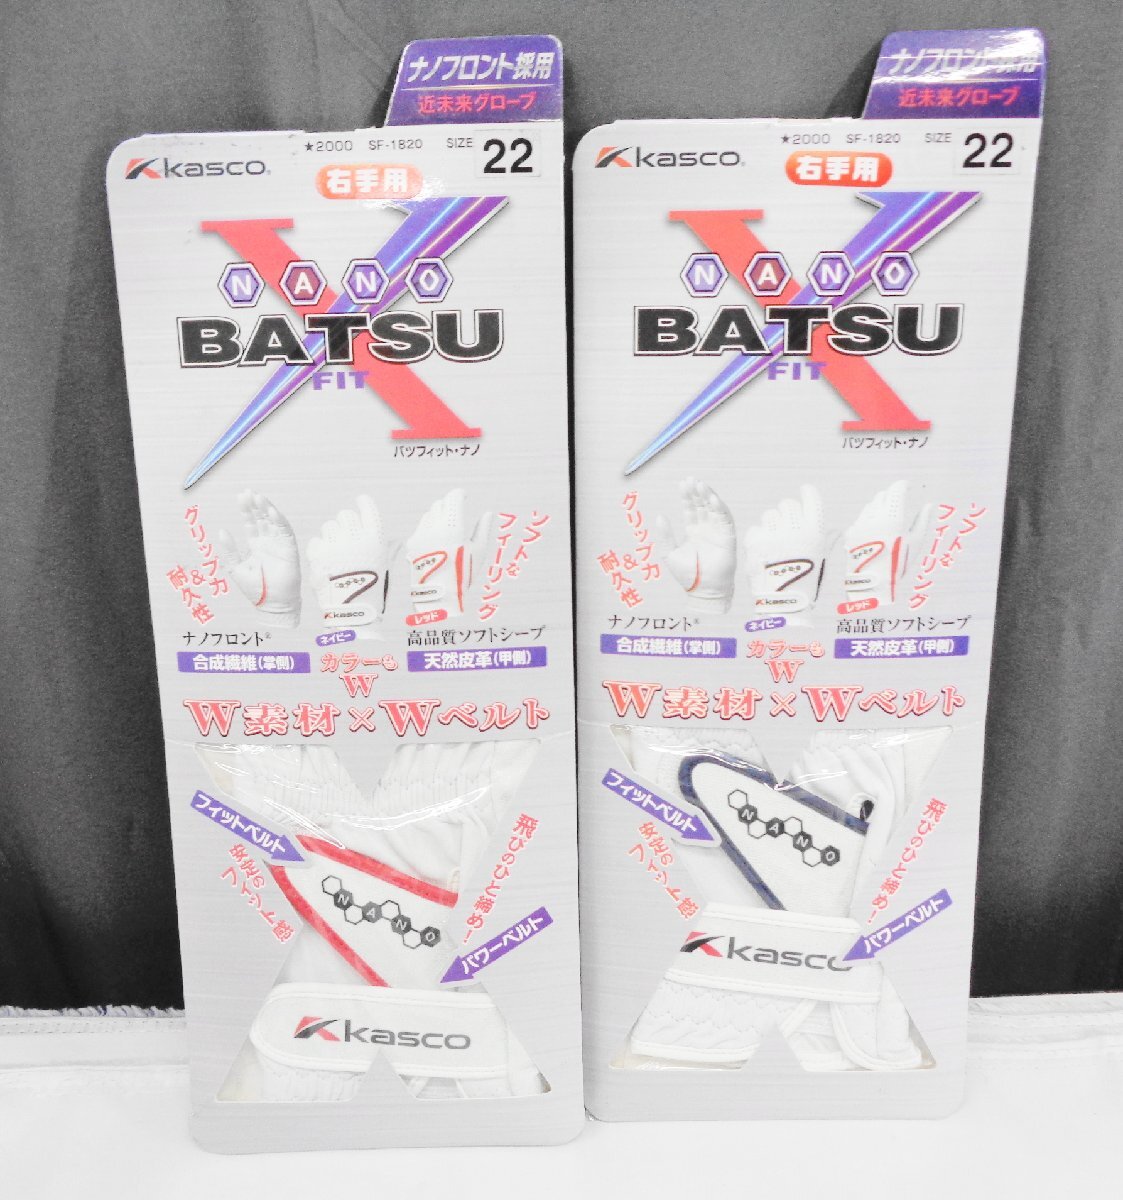 ナノフロント採用
近未来グローブ
Kasco
★2000 SF-1820 SIZE 22
右手用
NANO
BATSU
FIT
バツフィット・ナノ
グリップ力
&
耐久性
ソフトな
フィーリング
Kasco
ネイビー
レッド
ナノフロント®
合成繊維(掌側)
カラーも
W
高品質ソフトシープ
天然皮革(甲側)
W素材×Wベルト
フィットベルト
安定の
フィット感
飛びのひと締め!
パワーベルト
NANO
Kasco
ナノフロント採用
近未来グローブ
Kasco
★2000 SF-1820 SIZE 22
右手用
NANO
BATSU
FIT
バツフィット・ナノ
グリップ力
&
耐久性
ソフトな
フィーリング
Kasco
ネイビー
レッド
ナノフロント®
合成繊維(掌側)
カラーも
W
高品質ソフトシープ
天然皮革(甲側)
W素材×Wベルト
フィットベルト
安定の
フィット感
飛びのひと締め!
パワーベルト
NANO
Kasco